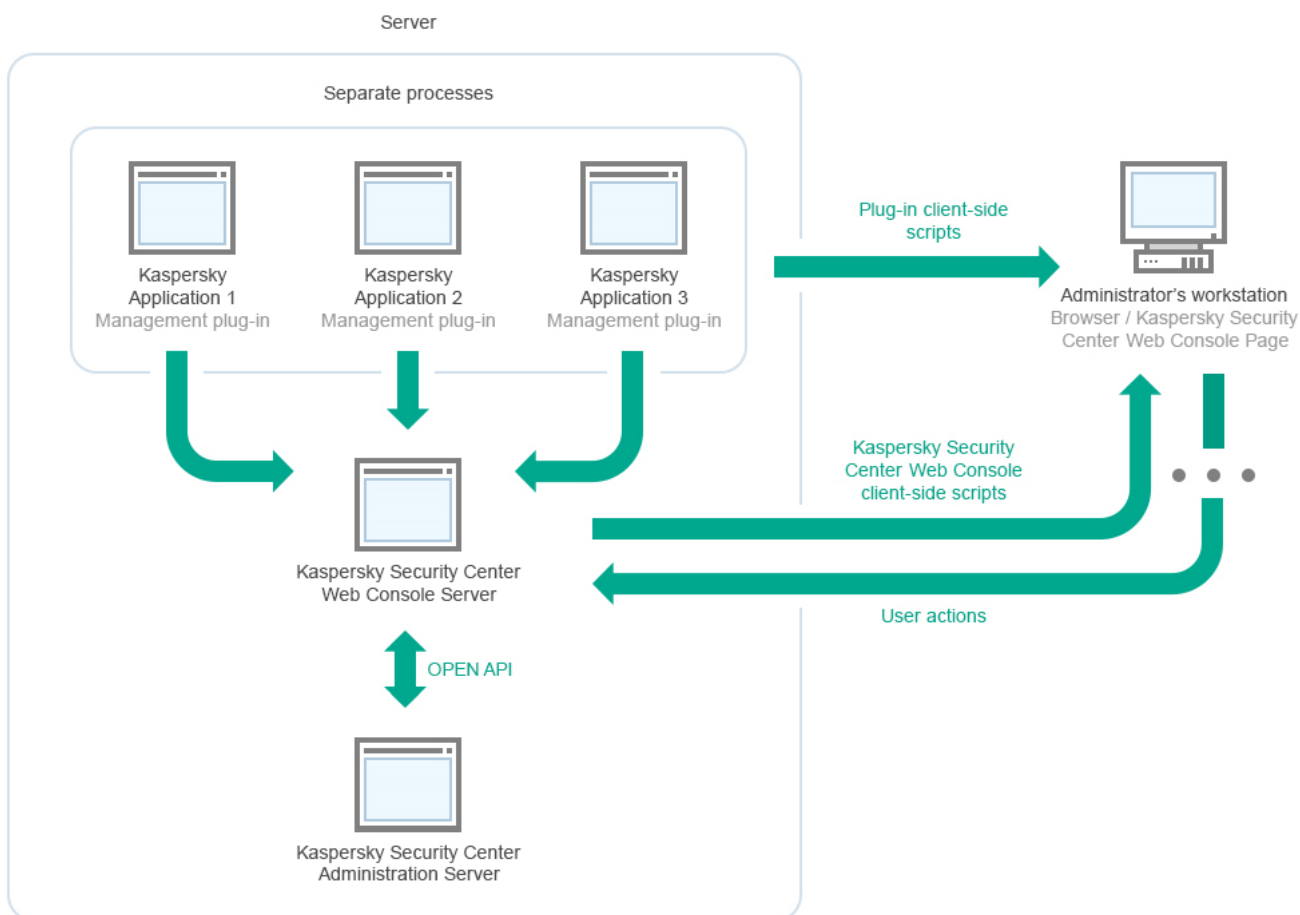 Server
Separate processes
Kaspersky
Application 1
Management plug-in
Kaspersky
Application 2
Management plug-in
Kaspersky
Application 3
Management plug-in
Plug-in client-side
scripts
Administrator's workstation
Browser / Kaspersky Security
Center Web Console Page
Kaspersky Security
Center Web Console
client-side scripts
Kaspersky Security Center
Web Console Server
User actions
OPEN API
Kaspersky Security Center
Administration Server